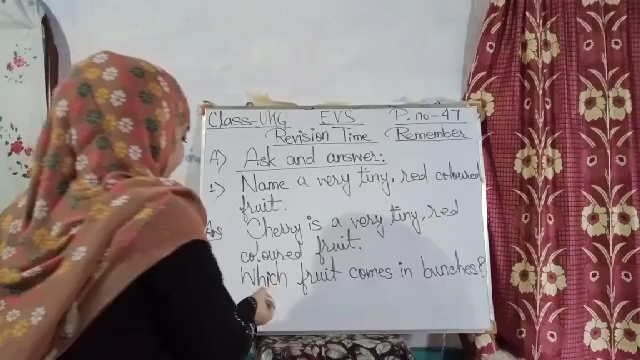 Class-UKG EVS P.no-47
Revision Time Remember
A) Ask and answer:
1) Name a very tiny, red coloured
fruit.
Ans Cherry is a very tiny, red
coloured fruit.
Which fruit comes in bunches?